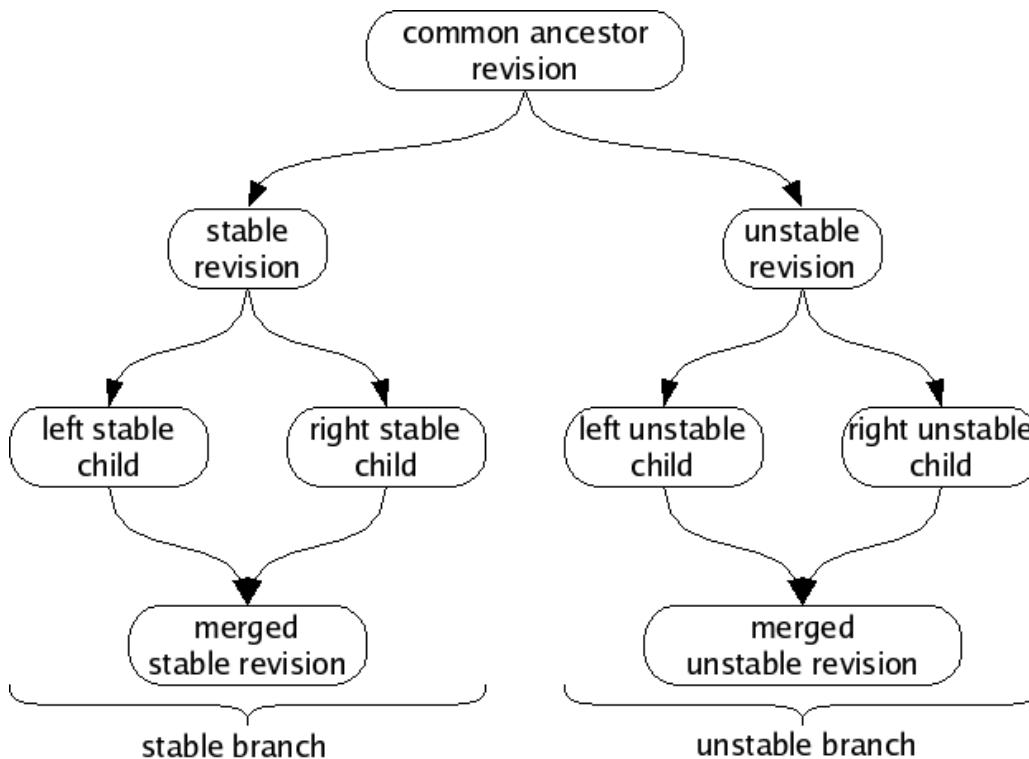 common ancestor
revision
stable
revision
unstable
revision
left stable
child
right stable
child
left unstable
child
right unstable
child
merged
stable revision
merged
unstable revision
stable branch
unstable branch